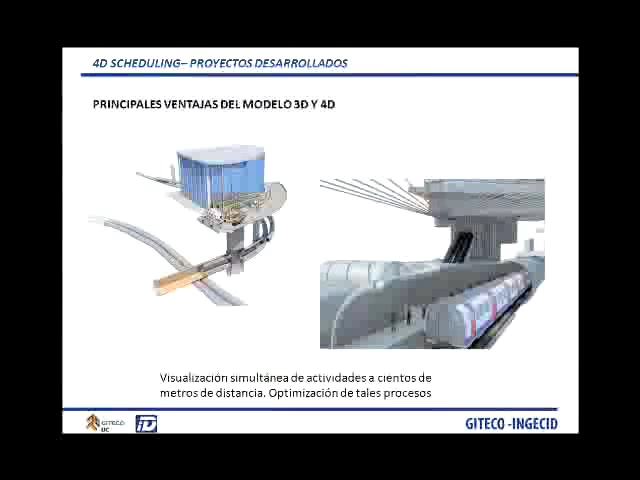 4D SCHEDULING– PROYECTOS DESARROLLADOS
PRINCIPALES VENTAJAS DEL MODELO 3D Y 4D
Visualización simultánea de actividades a cientos de
metros de distancia. Optimización de tales procesos
GITECO
UC
iD
GITECO -INGECID